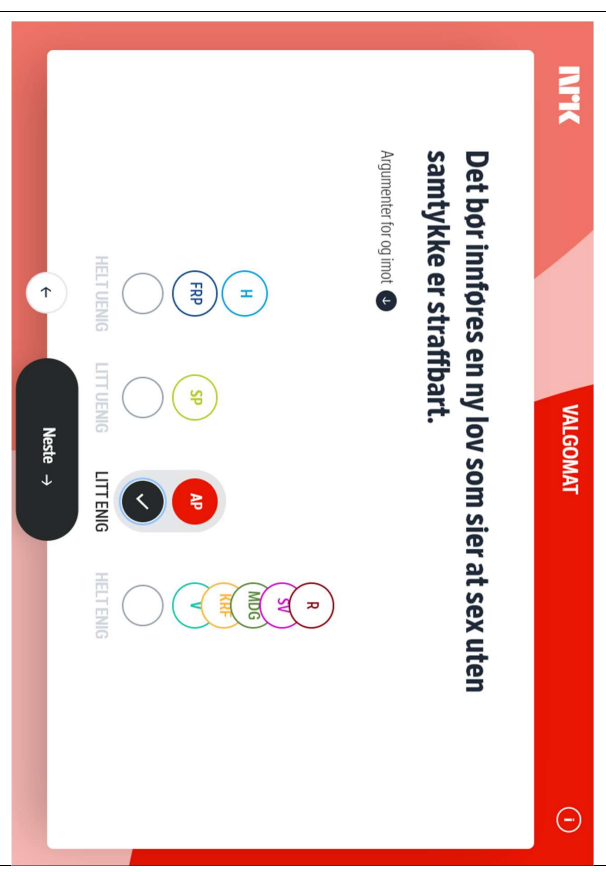 nrk
VALGOMAT
i
Det bør innføres en ny lov som sier at sex uten
samtykke er straffbart.
Argumenter for og imot
H
FRP
SP
AP
R
SV
MDG
KRF
V
HELT UENIG
LITT UENIG
LITT ENIG
HELT ENIG
← 
Neste →